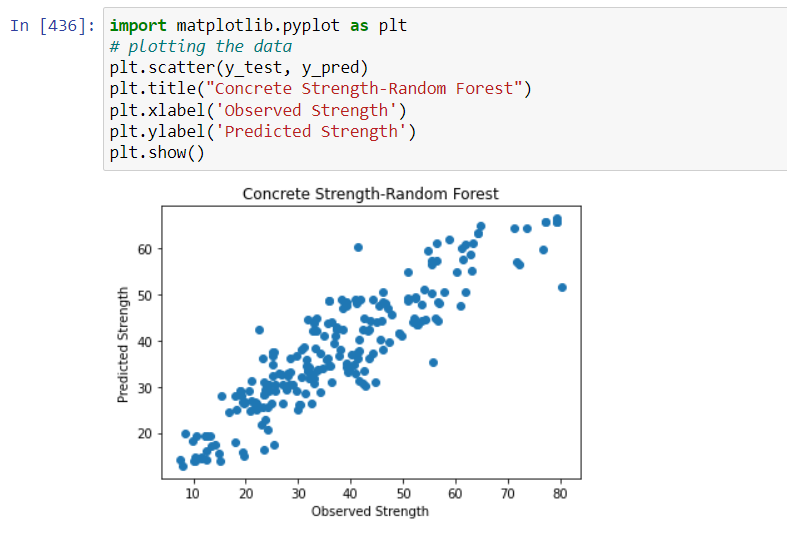 In [436]: import matplotlib.pyplot as plt
# plotting the data
plt.scatter(y_test, y_pred)
plt.title("Concrete Strength-Random Forest")
plt.xlabel('Observed Strength')
plt.ylabel('Predicted Strength')
plt.show()
Concrete Strength-Random Forest
Predicted Strength
60
50
40
30
20
10 20 30 40 50 60 70 80
Observed Strength